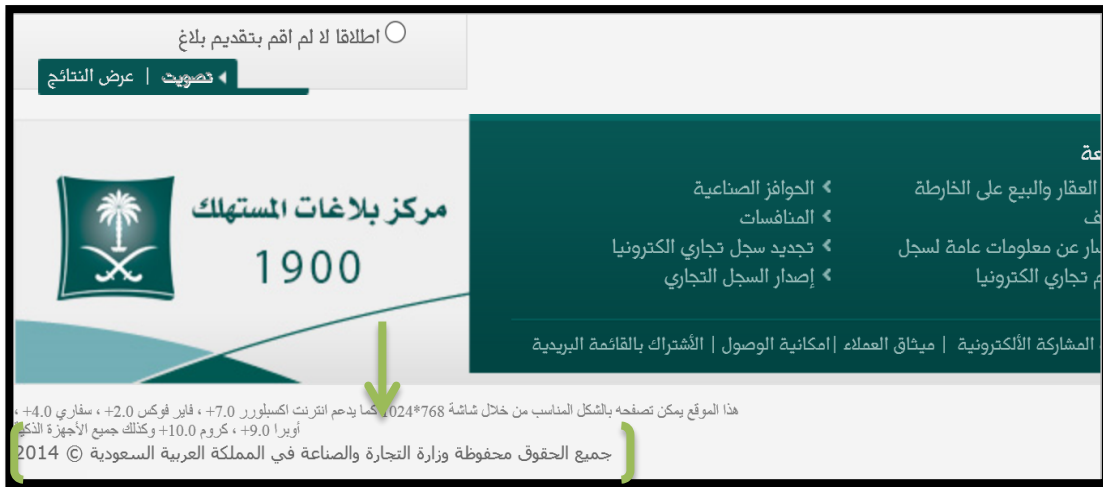 اطلاقا لا لم اقم بتقديم بلاغ
تصويت | عرض النتائج
العقار والبيع على الخارطة
عن معلومات عامة لسجل
تجاري الكترونيا
الحوافز الصناعية
المنافسات
تجديد سجل تجاري الكترونيا
إصدار السجل التجاري
المشاركة الألكترونية | ميثاق العملاء |امكانية الوصول | الأشتراك بالقائمة البريدية
مركز بلاغات المستهلك
1900
هذا الموقع يمكن تصفحه بالشكل المناسب من خلال شاشة 768*1024 كما يدعم انترنت اكسبلورر 7.0+ ، فاير فوكس 2.0+ ، سفاري 4.0+ ،
أوبرا 9.0+ ، كروم 10.0+ وكذلك جميع الأجهزة الذكية
جميع الحقوق محفوظة وزارة التجارة والصناعة في المملكة العربية السعودية © 2014